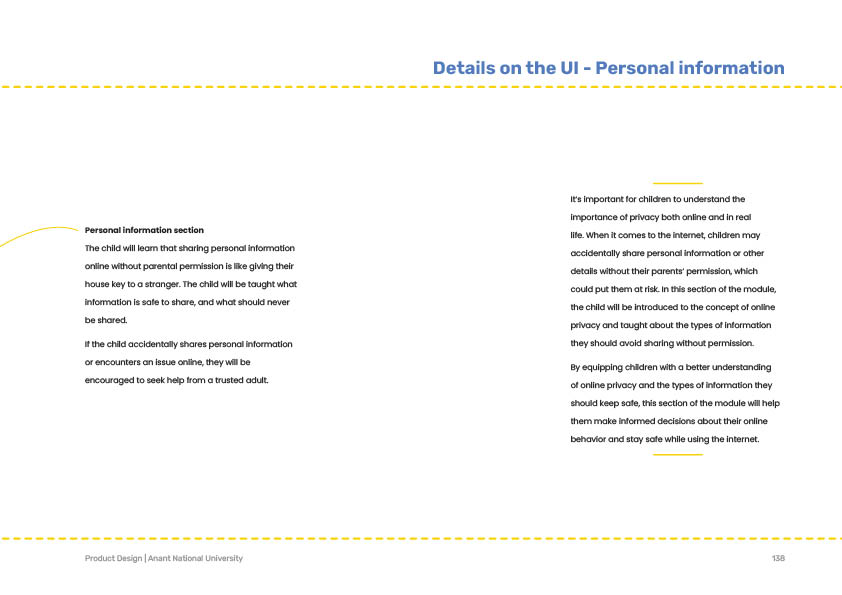 Details on the UI - Personal information
Personal information section
The child will learn that sharing personal information
online without parental permission is like giving their
house key to a stranger. The child will be taught what
information is safe to share, and what should never
be shared.
If the child accidentally shares personal information
or encounters an issue online, they will be
encouraged to seek help from a trusted adult.
It's important for children to understand the
importance of privacy both online and in real
life. When it comes to the internet, children may
accidentally share personal information or other
details without their parents' permission, which
could put them at risk. In this section of the module,
the child will be introduced to the concept of online
privacy and taught about the types of information
they should avoid sharing without permission.
By equipping children with a better understanding
of online privacy and the types of information they
should keep safe, this section of the module will help
them make informed decisions about their online
behavior and stay safe while using the internet.
Product Design | Anant National University
138